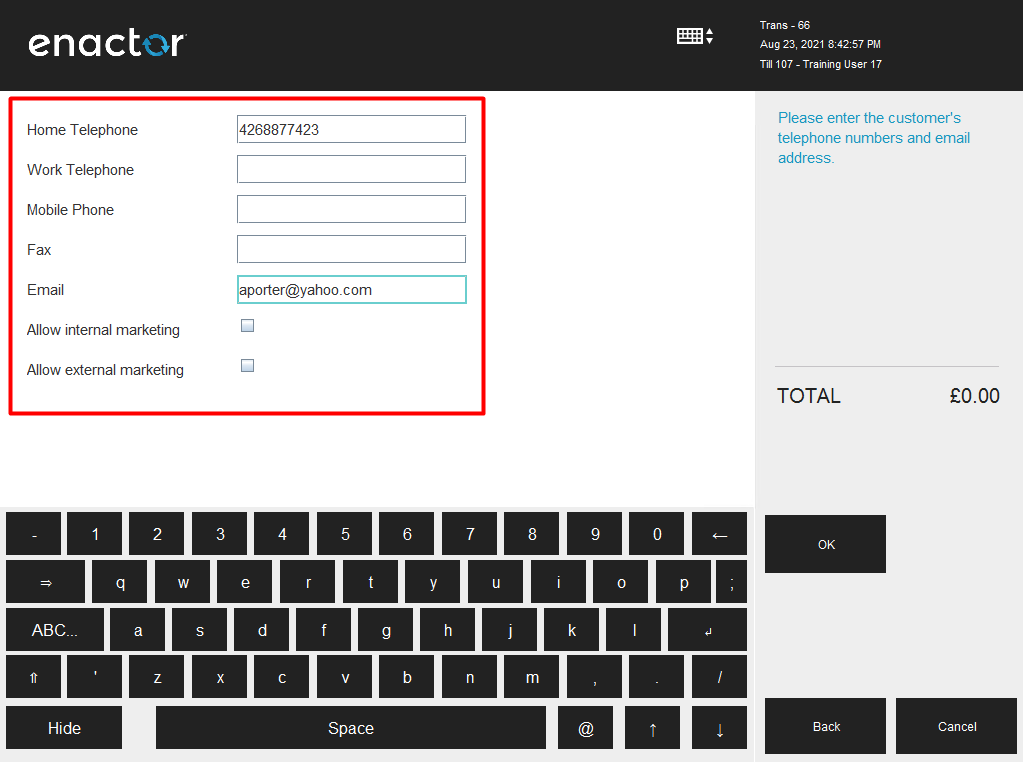 enactor
Trans - 66
Aug 23, 2021 8:42:57 PM
Till 107 - Training User 17
Home Telephone 4268877423
Work Telephone
Mobile Phone
Fax
Email aporter@yahoo.com
Allow internal marketing
Allow external marketing
Please enter the customer's
telephone numbers and email
address.
TOTAL £0.00
- 1 2 3 4 5 6 7 8 9 0 ←
⇒ q w e r t y u i o p ;
ABC... a s d f g h j k l ↲
⇑ ' z x c v b n m , . /
Hide Space @ ↑ ↓
OK
Back Cancel